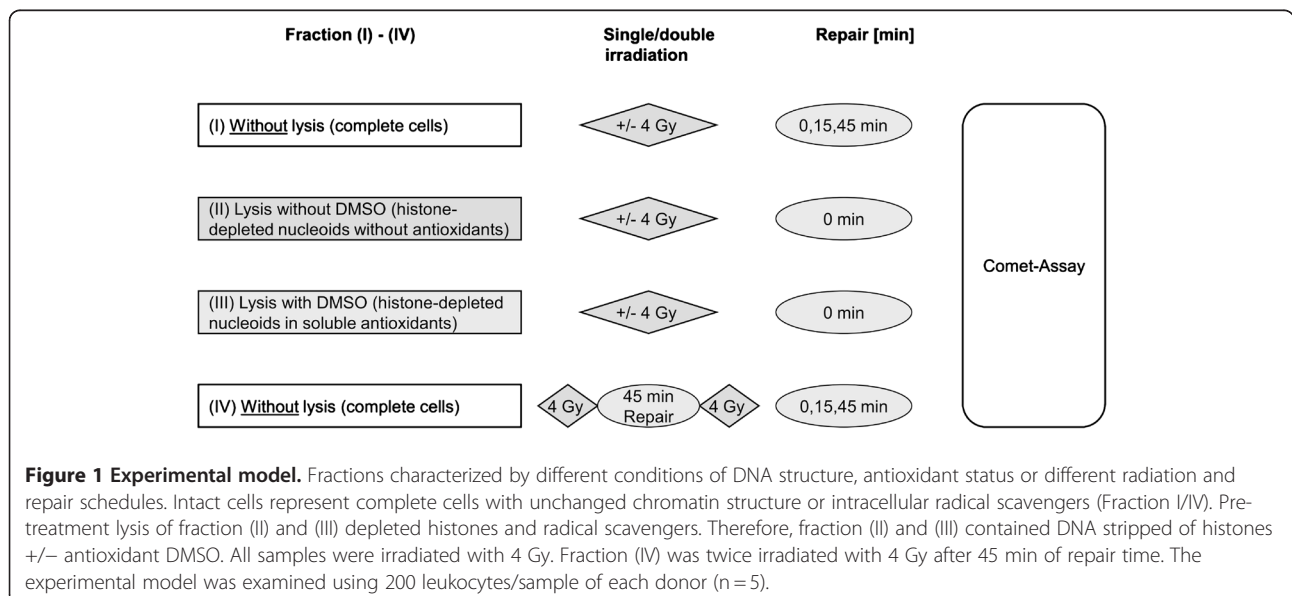 Fraction (I) - (IV)
Single/double
irradiation
Repair [min]
(I) Without lysis (complete cells)
+/- 4 Gy
0,15,45 min
(II) Lysis without DMSO (histone-
depleted nucleoids without antioxidants)
+/- 4 Gy
0 min
Comet-Assay
(III) Lysis with DMSO (histone-depleted
nucleoids in soluble antioxidants)
+/- 4 Gy
0 min
(IV) Without lysis (complete cells)
4 Gy
45 min
Repair
4 Gy
0,15,45 min
Figure 1 Experimental model. Fractions characterized by different conditions of DNA structure, antioxidant status or different radiation and
repair schedules. Intact cells represent complete cells with unchanged chromatin structure or intracellular radical scavengers (Fraction I/IV). Pre-
treatment lysis of fraction (II) and (III) depleted histones and radical scavengers. Therefore, fraction (II) and (III) contained DNA stripped of histones
+/− antioxidant DMSO. All samples were irradiated with 4 Gy. Fraction (IV) was twice irradiated with 4 Gy after 45 min of repair time. The
experimental model was examined using 200 leukocytes/sample of each donor (n = 5).